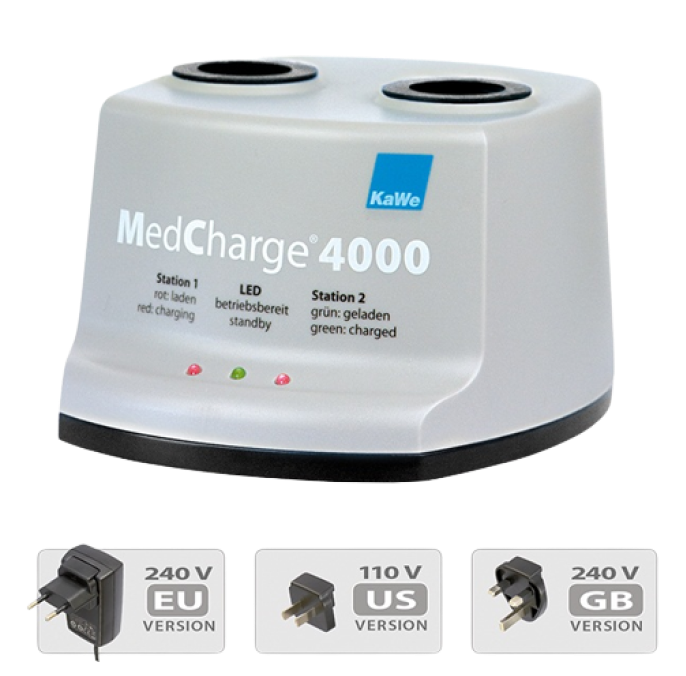 KaWe
MedCharge® 4000
Station 1
rot: laden
red: charging
LED
betriebsbereit
standby
Station 2
grün: geladen
green: charged
240 V
EU
VERSION
110 V
US
VERSION
240 V
GB
VERSION